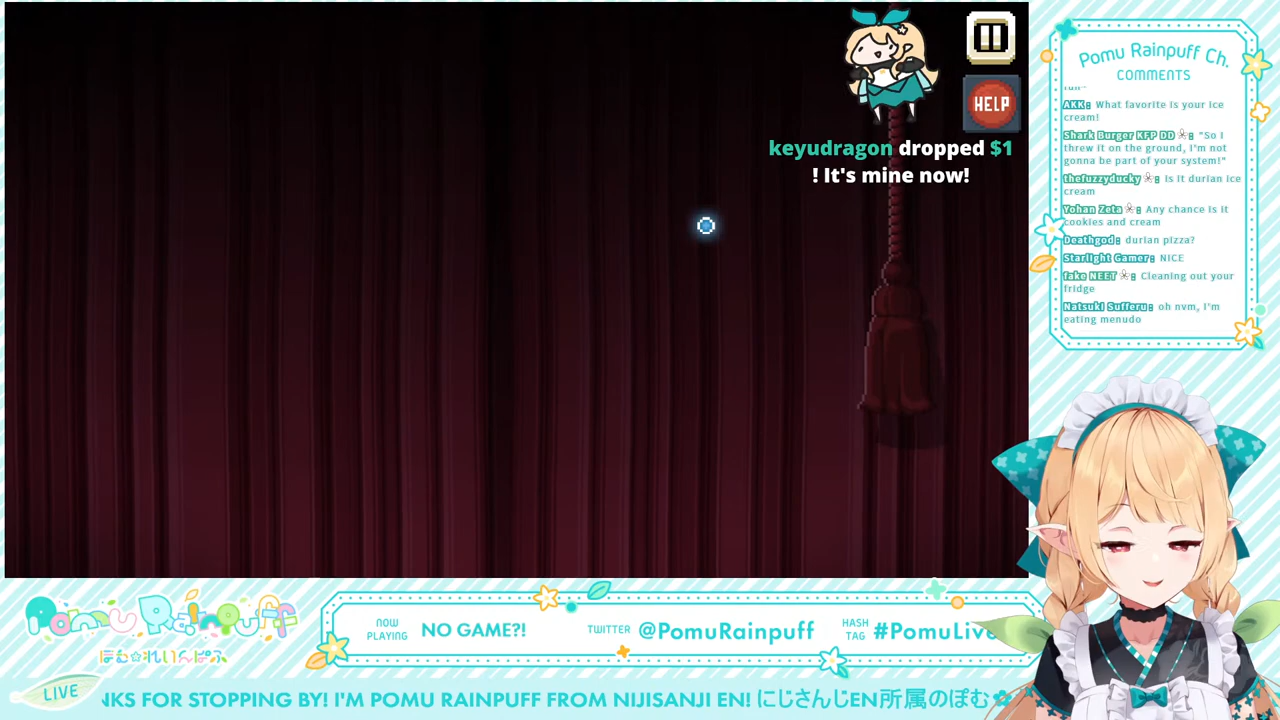 HELP
keyudragon dropped $1
! It's mine now!
Pomu Rainpuff Ch.
COMMENTS
AKK: What favorite is your ice
cream!
Shark Burger KFP DD: "So I
threw it on the ground, I'm not
gonna be part of your system!"
thefuzzyducky: Is it durian ice
cream
Yohan Zeta: Any chance is it
cookies and cream
Deathgod: durian pizza?
Starlight Gamer: NICE
fake NEET: Cleaning out your
fridge
Natsuki Sufferu: oh nvm, I'm
eating menudo
Pomu Rainpuff
ぽむ☆れいんぱふ
NOW
PLAYING
NO GAME?!
TWITTER
@PomuRainpuff
HASH
TAG
#PomuLive
LIVE
NKS FOR STOPPING BY! I'M POMU RAINPUFF FROM NIJISANJI EN! にじさんじEN所属のぽむ